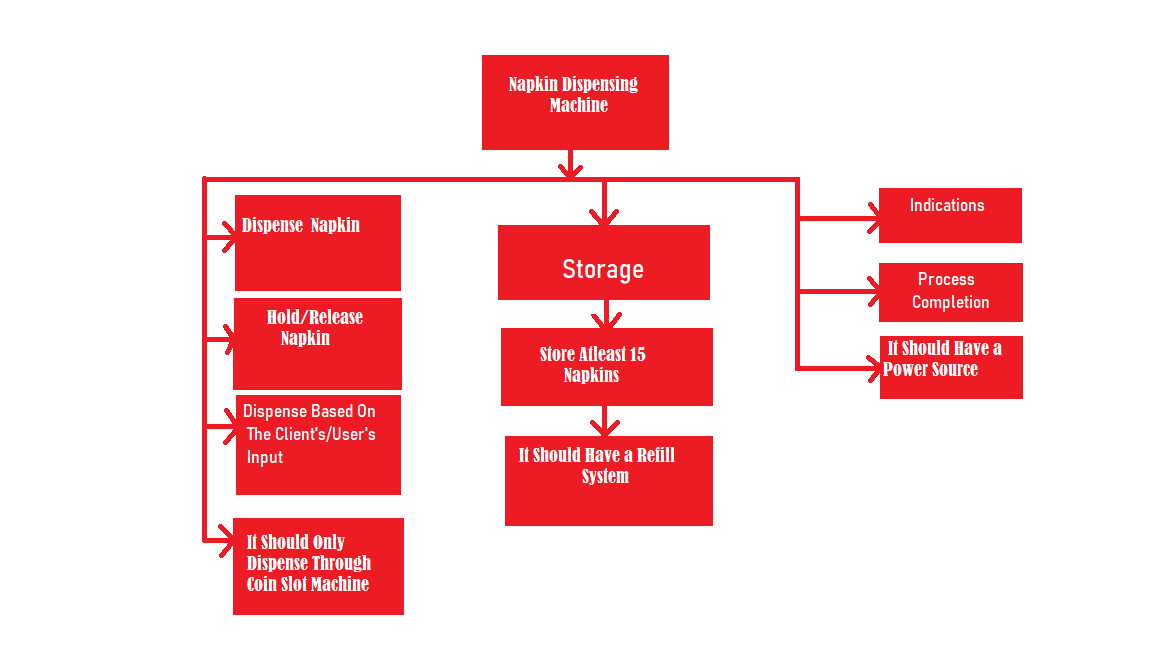 Napkin Dispensing
Machine
Dispense Napkin
Hold/Release
Napkin
Dispense Based On
The Client's/User's
Input
It Should Only
Dispense Through
Coin Slot Machine
Storage
Store Atleast 15
Napkins
It Should Have a Refill
System
Indications
Process
Completion
It Should Have a
Power Source